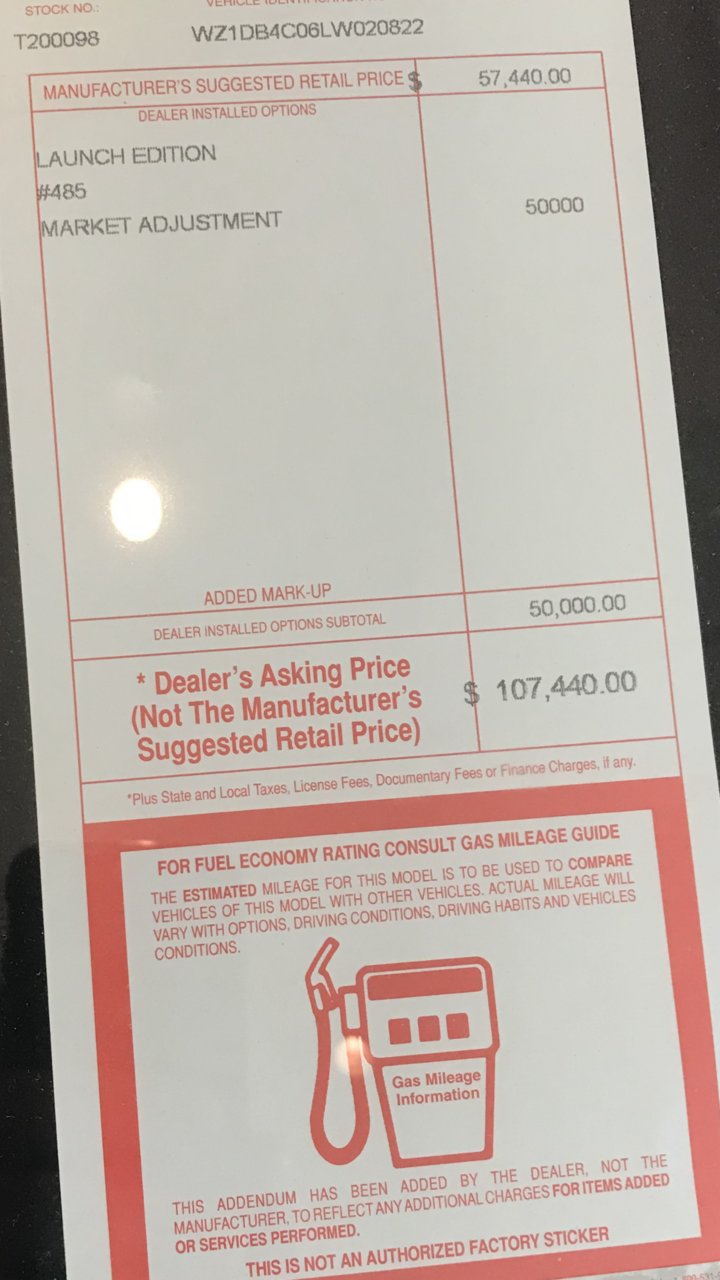 STOCK NO.:
T200098 WZ1DB4C06LW020822
MANUFACTURER'S SUGGESTED RETAIL PRICE $ 57,440.00
DEALER INSTALLED OPTIONS
LAUNCH EDITION
#485
MARKET ADJUSTMENT 50000
ADDED MARK-UP
DEALER INSTALLED OPTIONS SUBTOTAL 50,000.00
* Dealer's Asking Price
(Not The Manufacturer's
Suggested Retail Price)
$ 107,440.00
*Plus State and Local Taxes, License Fees, Documentary Fees or Finance Charges, if any.
FOR FUEL ECONOMY RATING CONSULT GAS MILEAGE GUIDE
THE ESTIMATED MILEAGE FOR THIS MODEL IS TO BE USED TO COMPARE
VEHICLES OF THIS MODEL WITH OTHER VEHICLES. ACTUAL MILEAGE WILL
VARY WITH OPTIONS, DRIVING CONDITIONS, DRIVING HABITS AND VEHICLES
CONDITIONS.
Gas Mileage
Information
THIS ADDENDUM HAS BEEN ADDED BY THE DEALER, NOT THE
MANUFACTURER, TO REFLECT ANY ADDITIONAL CHARGES FOR ITEMS ADDED
OR SERVICES PERFORMED.
THIS IS NOT AN AUTHORIZED FACTORY STICKER